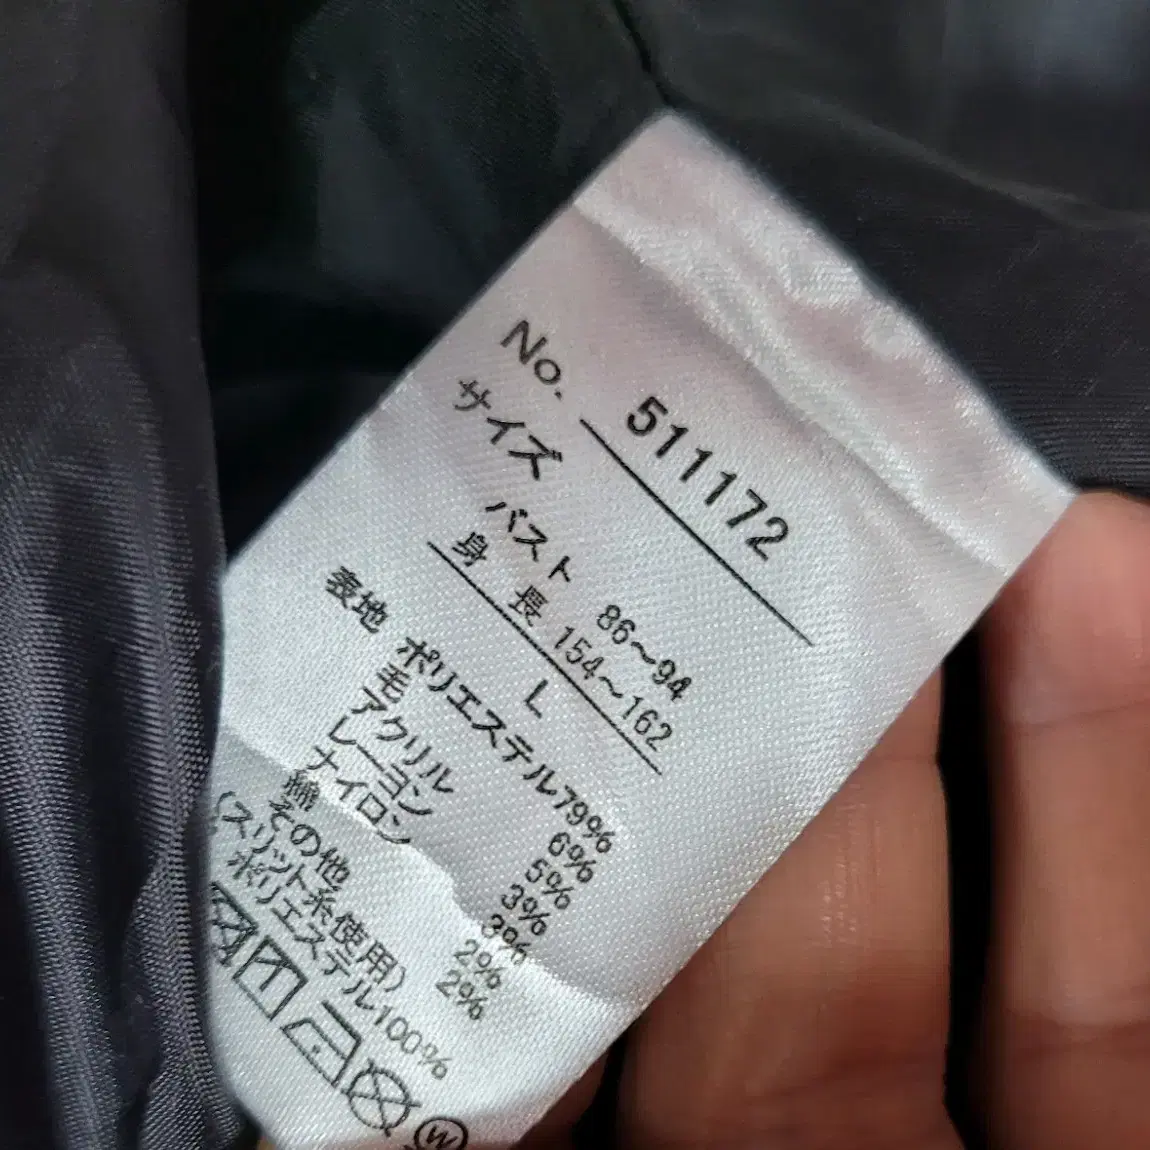 No. 511172
サイズ
バスト 86～94
身長 154～162
L
表地 ポリエステル79%
毛 6%
アクリル 5%
レーヨン 3%
ナイロン 3%
綿 2%
その他 2%
(スリット糸使用)
ポリエステル100%
W